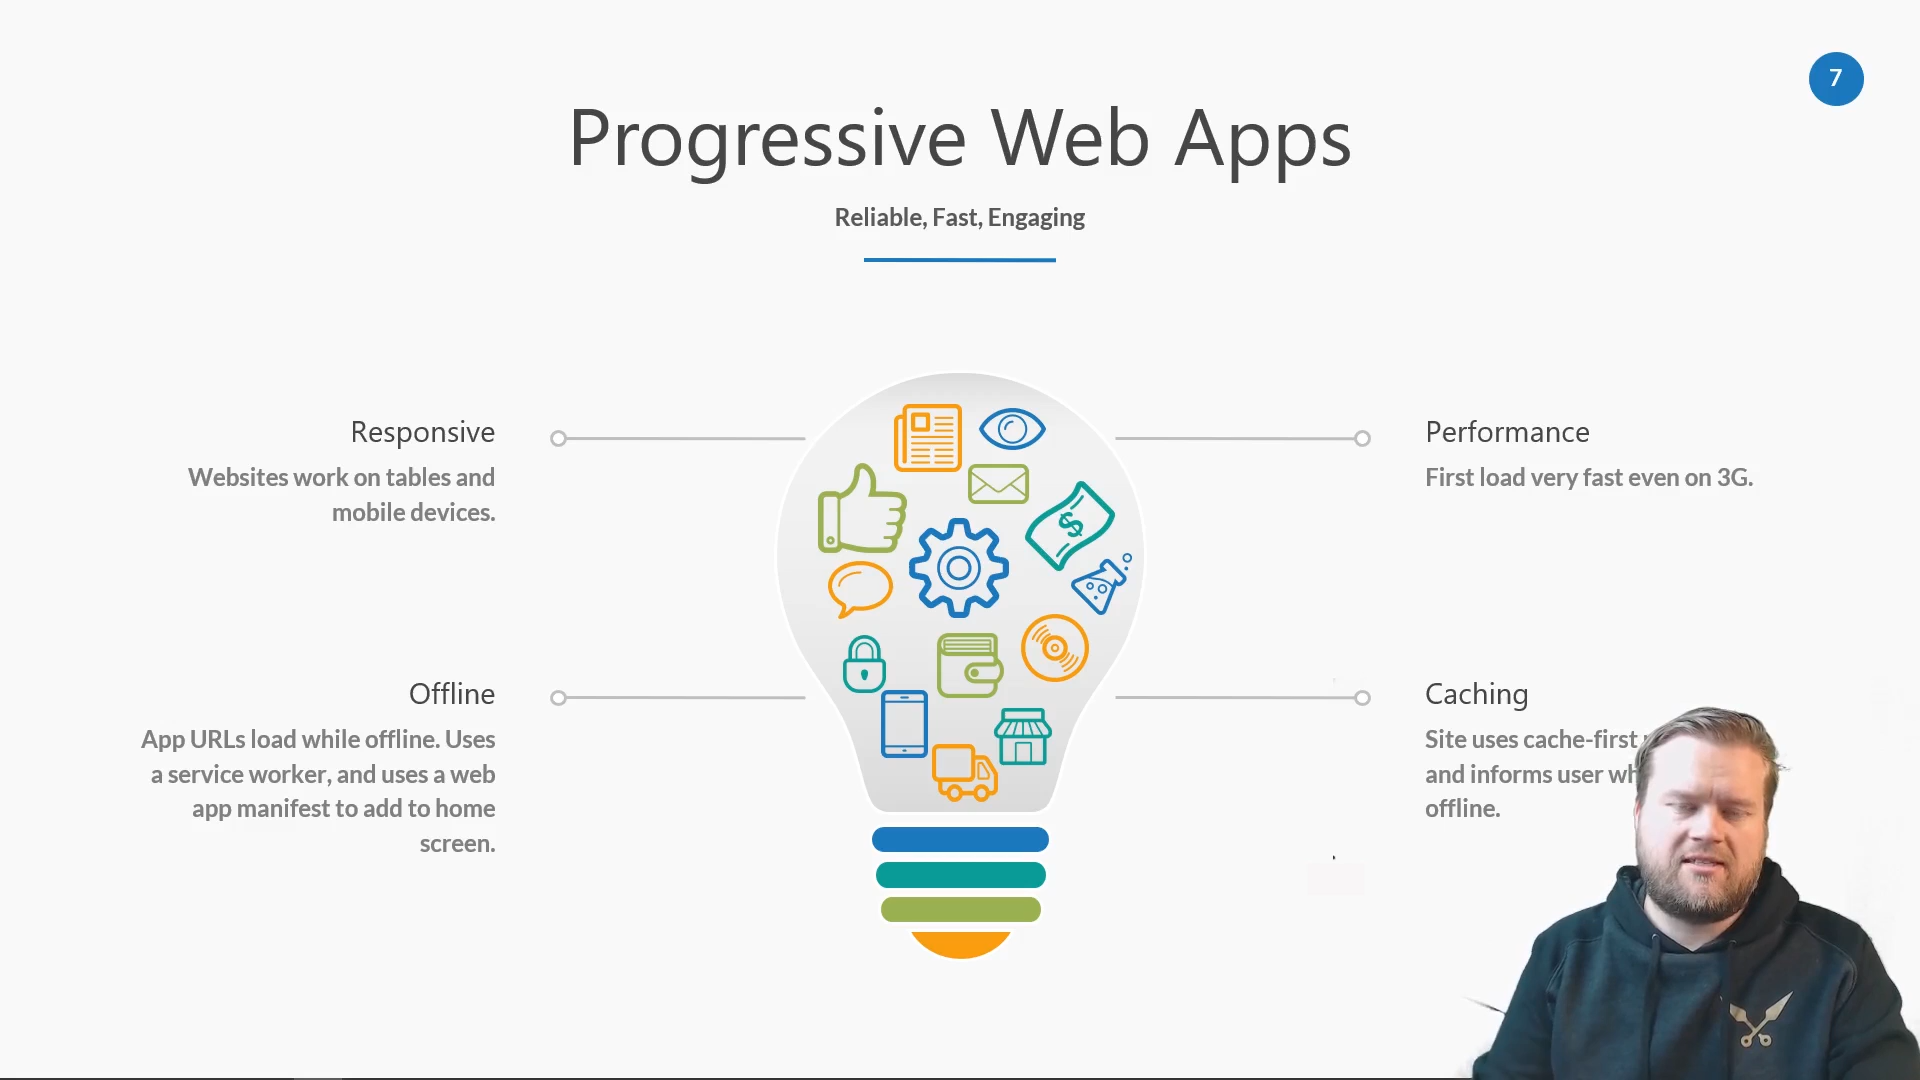 7
Progressive Web Apps
Reliable, Fast, Engaging
Responsive
Websites work on tables and
mobile devices.
Performance
First load very fast even on 3G.
Offline
App URLs load while offline. Uses
a service worker, and uses a web
app manifest to add to home
screen.
Caching
Site uses cache-first
and informs user
offline.
$